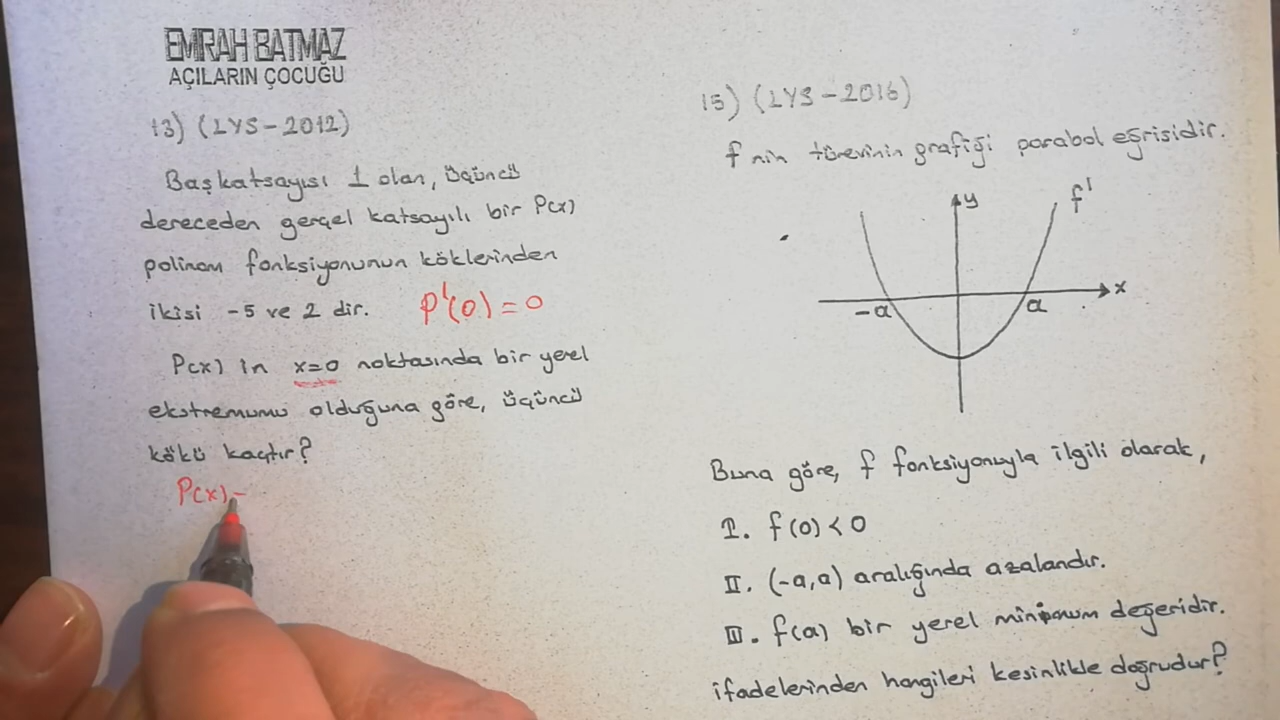 EMRAH BATMAZ
AÇILARIN ÇOCUĞU
13) (LYS-2012)
Başkatsayısı 1 olan, üçüncü
dereceden gerçel katsayılı bir P(x)
polinom fonksiyonunun köklerinden
ikisi -5 ve 2 dir. P'(0)=0
P(x) in x=0 noktasında bir yerel
ekstremumu olduğuna göre, üçüncü
kökü kaçtır?
P(x)=
15) (LYS-2016)
f nin türevinin grafiği parabol eğrisidir.
y
f'
x
-a
a
Buna göre, f fonksiyonuyla ilgili olarak,
I. f(0)<0
II. (-a,a) aralığında azalandır.
III. f(a) bir yerel minimum değeridir.
ifadelerinden hangileri kesinlikle doğrudur?